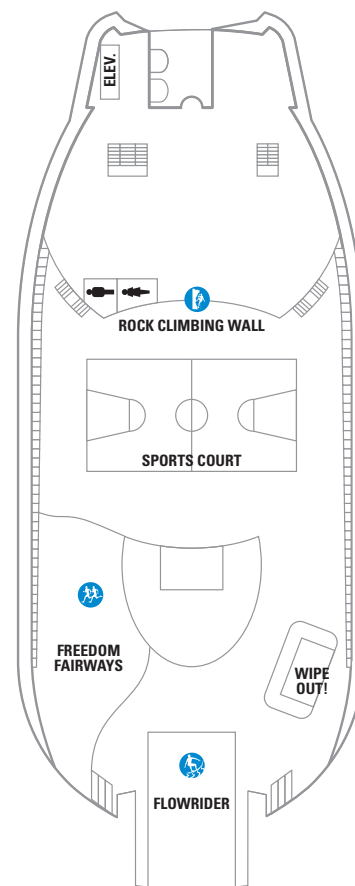 ELEV.
ROCK CLIMBING WALL
SPORTS COURT
FREEDOM
FAIRWAYS
WIPE
OUT!
FLOWRIDER